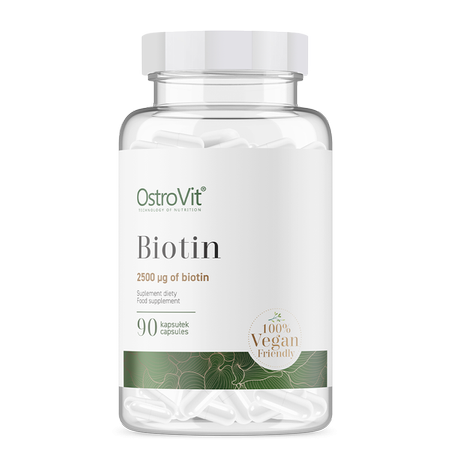 OstroVit®
TECHNOLOGY OF NUTRITION
Biotin
2500 µg of biotin
Suplement diety
Food supplement
90 kapsułek
capsules
100%
Vegan
Friendly